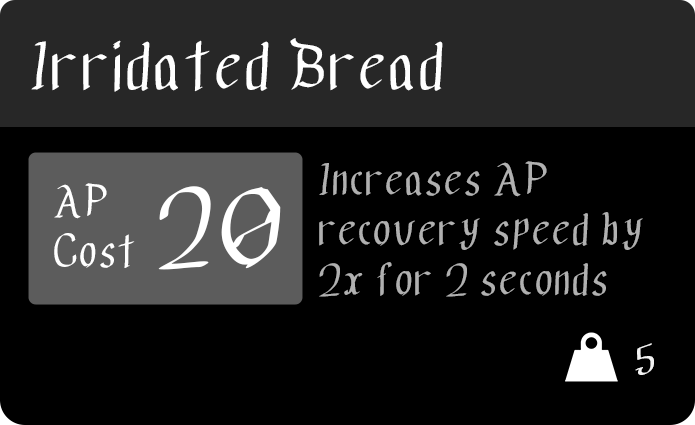 Irridated Bread
AP
Cost 20
Increases AP
recovery speed by
2x for 2 seconds
5